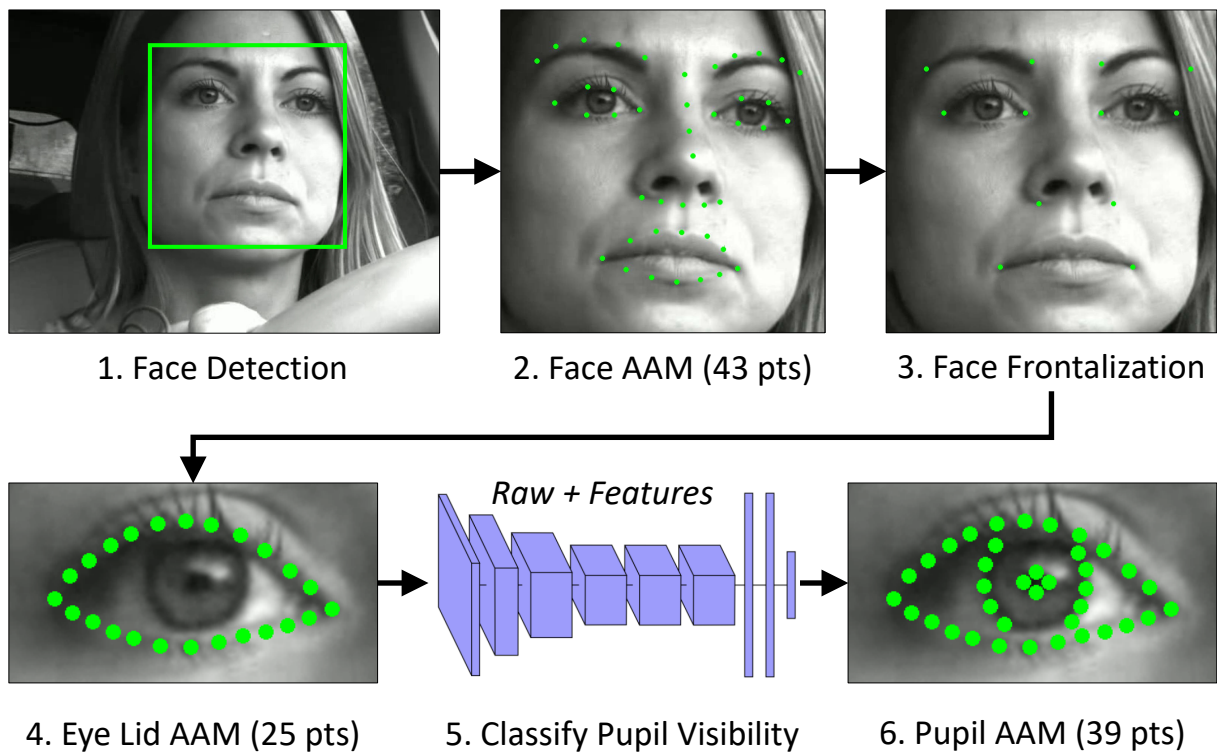 1. Face Detection
2. Face AAM (43 pts)
3. Face Frontalization
Raw + Features
4. Eye Lid AAM (25 pts)
5. Classify Pupil Visibility
6. Pupil AAM (39 pts)